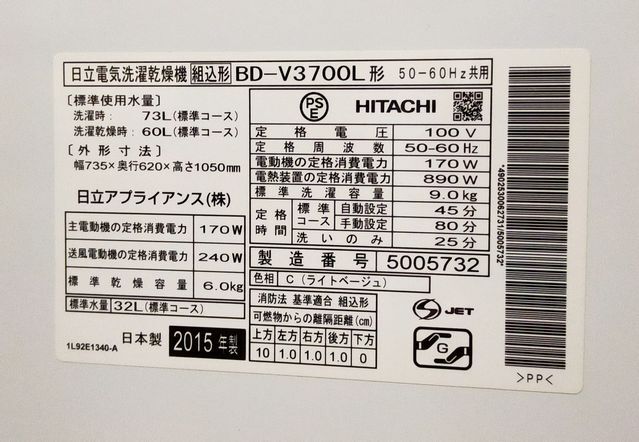 日立電気洗濯乾燥機 組込形 BD-V3700L形 50-60Hz共用
〔標準使用水量〕
洗濯時： 73L(標準コース)
洗濯乾燥時：60L(標準コース)
〔外形寸法〕
幅735×奥行620×高さ1050mm
日立アプライアンス(株)
主電動機の定格消費電力 170W
送風電動機の定格消費電力 240W
標準乾燥容量 6.0kg
標準水量 32L(標準コース)
日本製 2015年製
1L92E1340-A
PSE HITACHI
定格電圧 100V
定格周波数 50-60Hz
電動機の定格消費電力 170W
電熱装置の定格消費電力 890W
標準洗濯容量 9.0kg
定格時間 標準コース 自動設定 45分
手動設定 80分
洗いのみ 25分
製造番号 5005732
色相 C(ライトベージュ)
消防法 基準適合 組込形
可燃物からの離隔距離(cm)
上方 左方 右方 後方 下方
10 1.0 1.0 1.0 0
S JET
G
*4902530062731/5005732*
>PP<